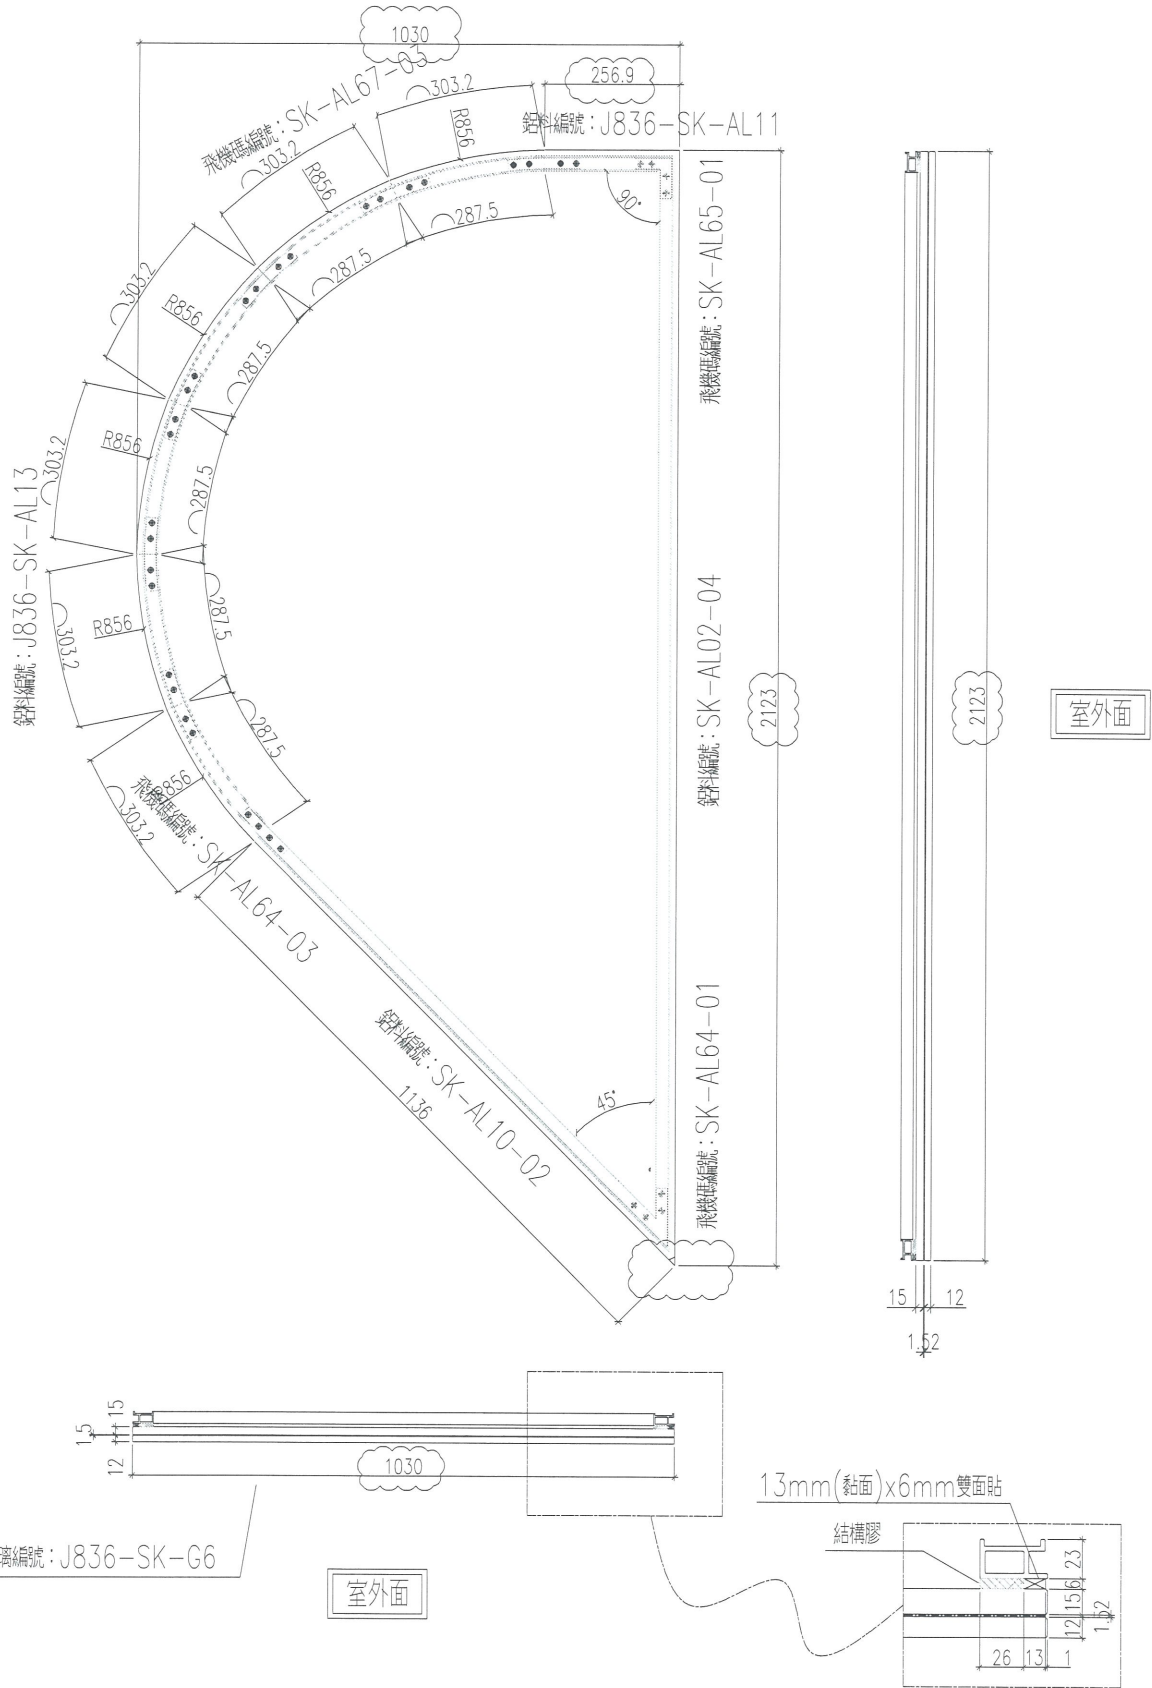 1030
256.9
飛機碼編號：SK-AL67-03
鋁料編號：J836-SK-AL11
303.2
R856
303.2
R856
303.2
R856
303.2
R856
303.2
R856
303.2
R856
287.5
287.5
287.5
287.5
287.5
287.5
90°
飛機碼編號：SK-AL65-01
鋁料編號：J836-SK-AL13
鋁料編號：SK-AL02-04
2123
2123
室外面
飛機碼編號：SK-AL64-03
鋁料編號：SK-AL10-02
1136
45°
飛機碼編號：SK-AL64-01
15
12
1.52
15
1.5
12
1030
璃編號：J836-SK-G6
室外面
13mm(黏面)x6mm雙面貼
結構膠
23
6
15
12
1.52
26
13
1